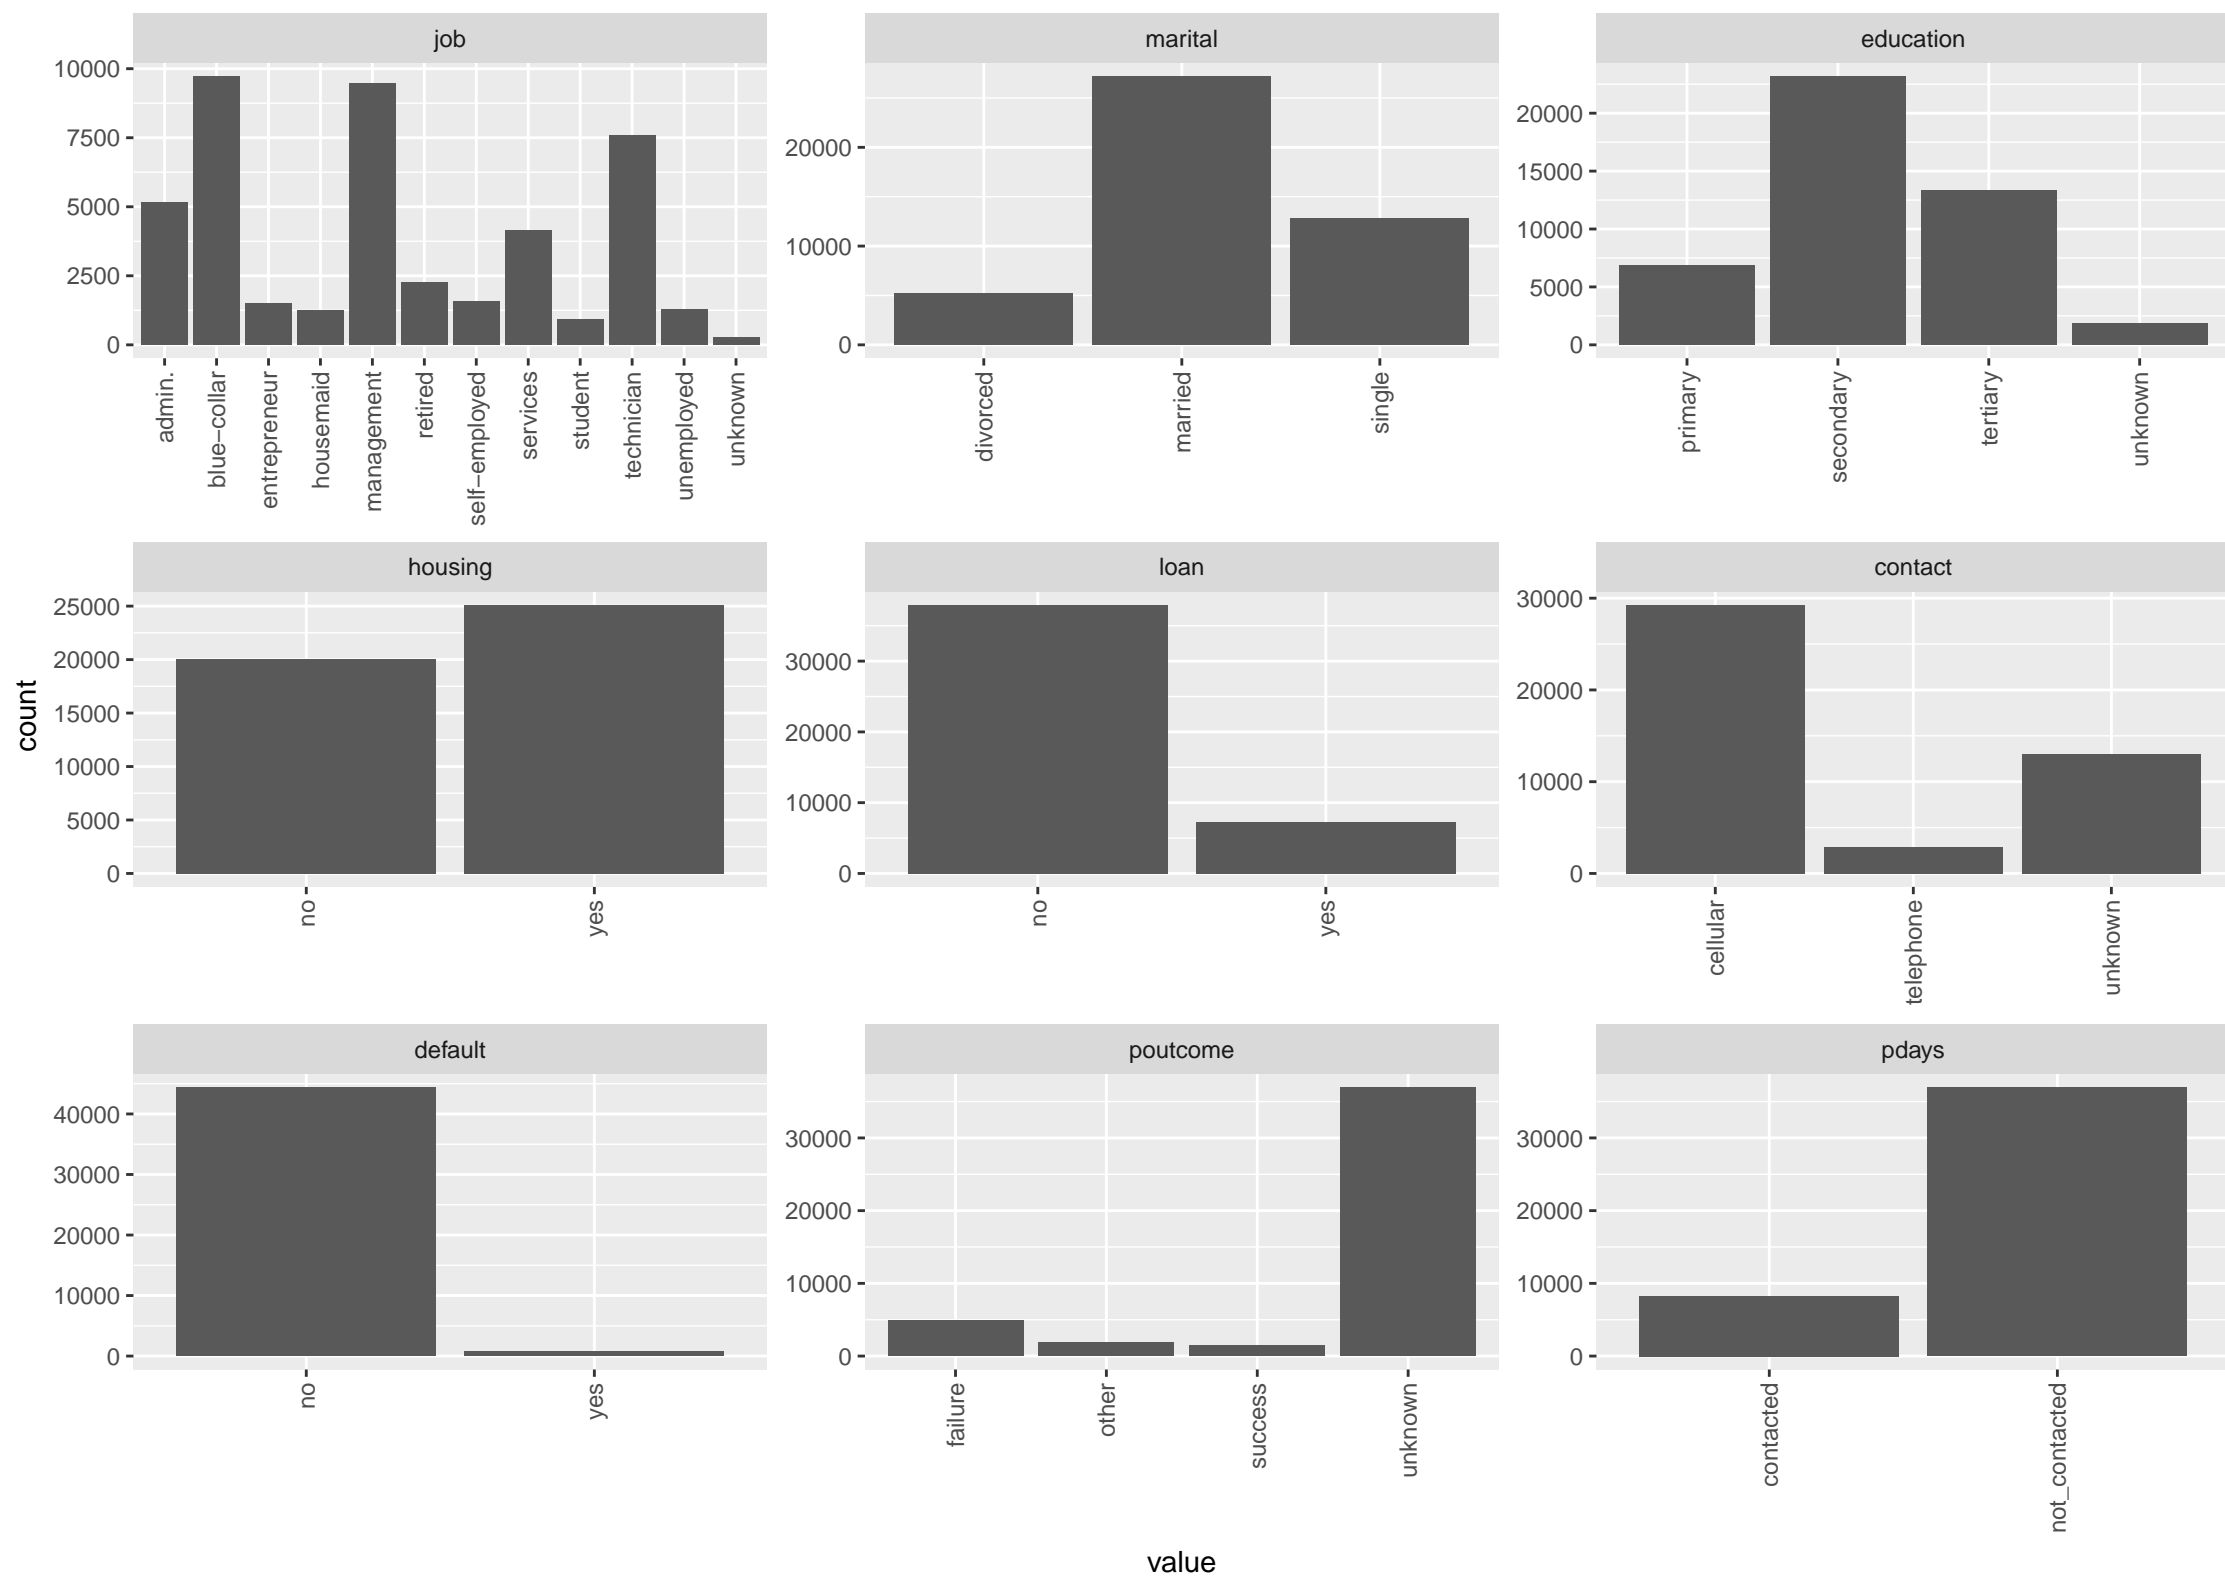 job
10000
7500
5000
2500
0
admin.
blue−collar
entrepreneur
housemaid
management
retired
self−employed
services
student
technician
unemployed
unknown
marital
20000
10000
0
divorced
married
single
education
20000
15000
10000
5000
0
primary
secondary
tertiary
unknown
count
housing
25000
20000
15000
10000
5000
0
no
yes
loan
30000
20000
10000
0
no
yes
contact
30000
20000
10000
0
cellular
telephone
unknown
default
40000
30000
20000
10000
0
no
yes
poutcome
30000
20000
10000
0
failure
other
success
unknown
pdays
30000
20000
10000
0
contacted
not_contacted
value